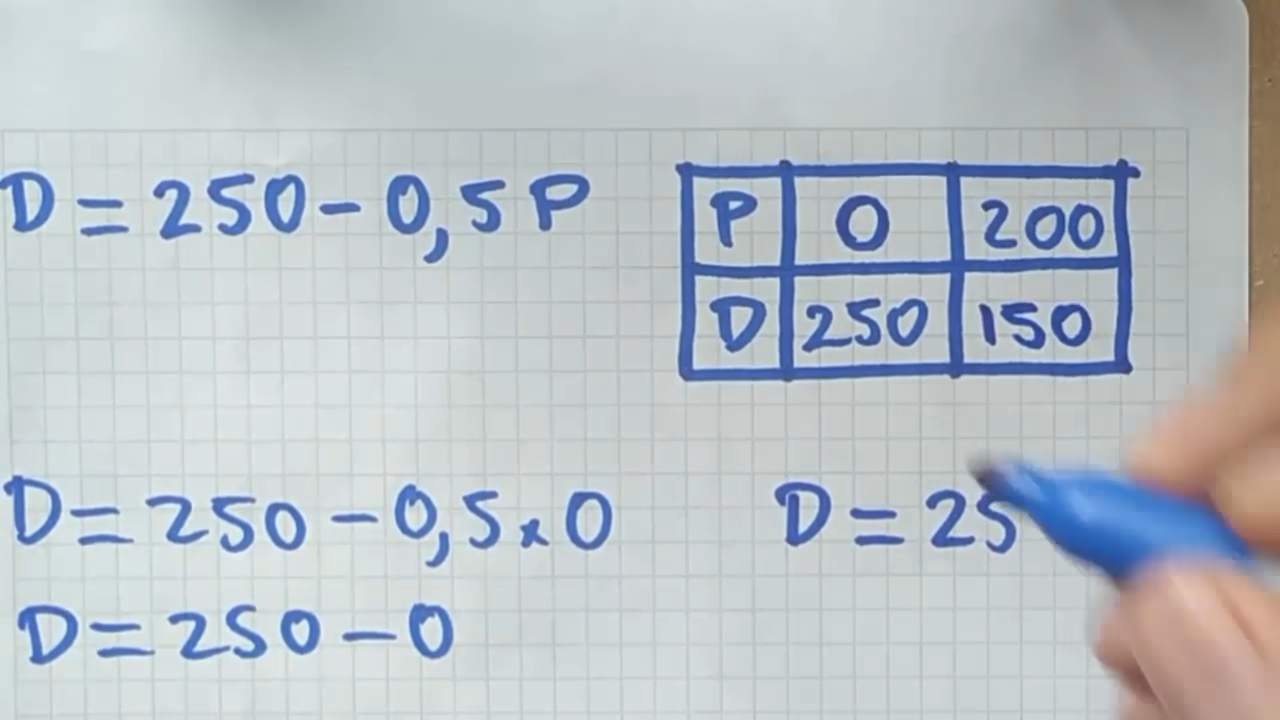 D = 250 - 0,5 P
P 0 200
D 250 150
D = 250 - 0,5 x 0
D = 25
D = 250 - 0